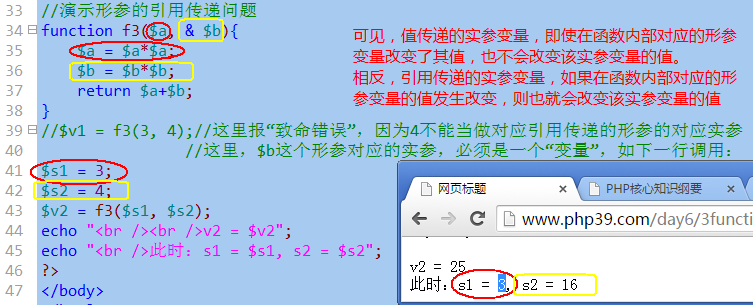 33 //演示形参的引用传递问题
34 function f3($a, & $b){
35 $a = $a*$a;
36 $b = $b*$b;
37 return $a+$b;
38 }
39 //$v1 = f3(3, 4);//这里报“致命错误”，因为4不能当做对应引用传递的形参的对应实参
40 //这里，$b这个形参对应的实参，必须是一个“变量”，如下一行调用：
41 $s1 = 3;
42 $s2 = 4;
43 $v2 = f3($s1, $s2);
44 echo "<br /><br />v2 = $v2";
45 echo "<br />此时：s1 = $s1, s2 = $s2";
46 ?>
47 </body>
可见，值传递的实参变量，即使在函数内部对应的形参
变量改变了其值，也不会改变该实参变量的值。
相反，引用传递的实参变量，如果在函数内部对应的形
参变量的值发生改变，则也就会改变该实参变量的值
网页标题
PHP核心知识纲要
www.php39.com/day6/3function
v2 = 25
此时：s1 = 3, s2 = 16